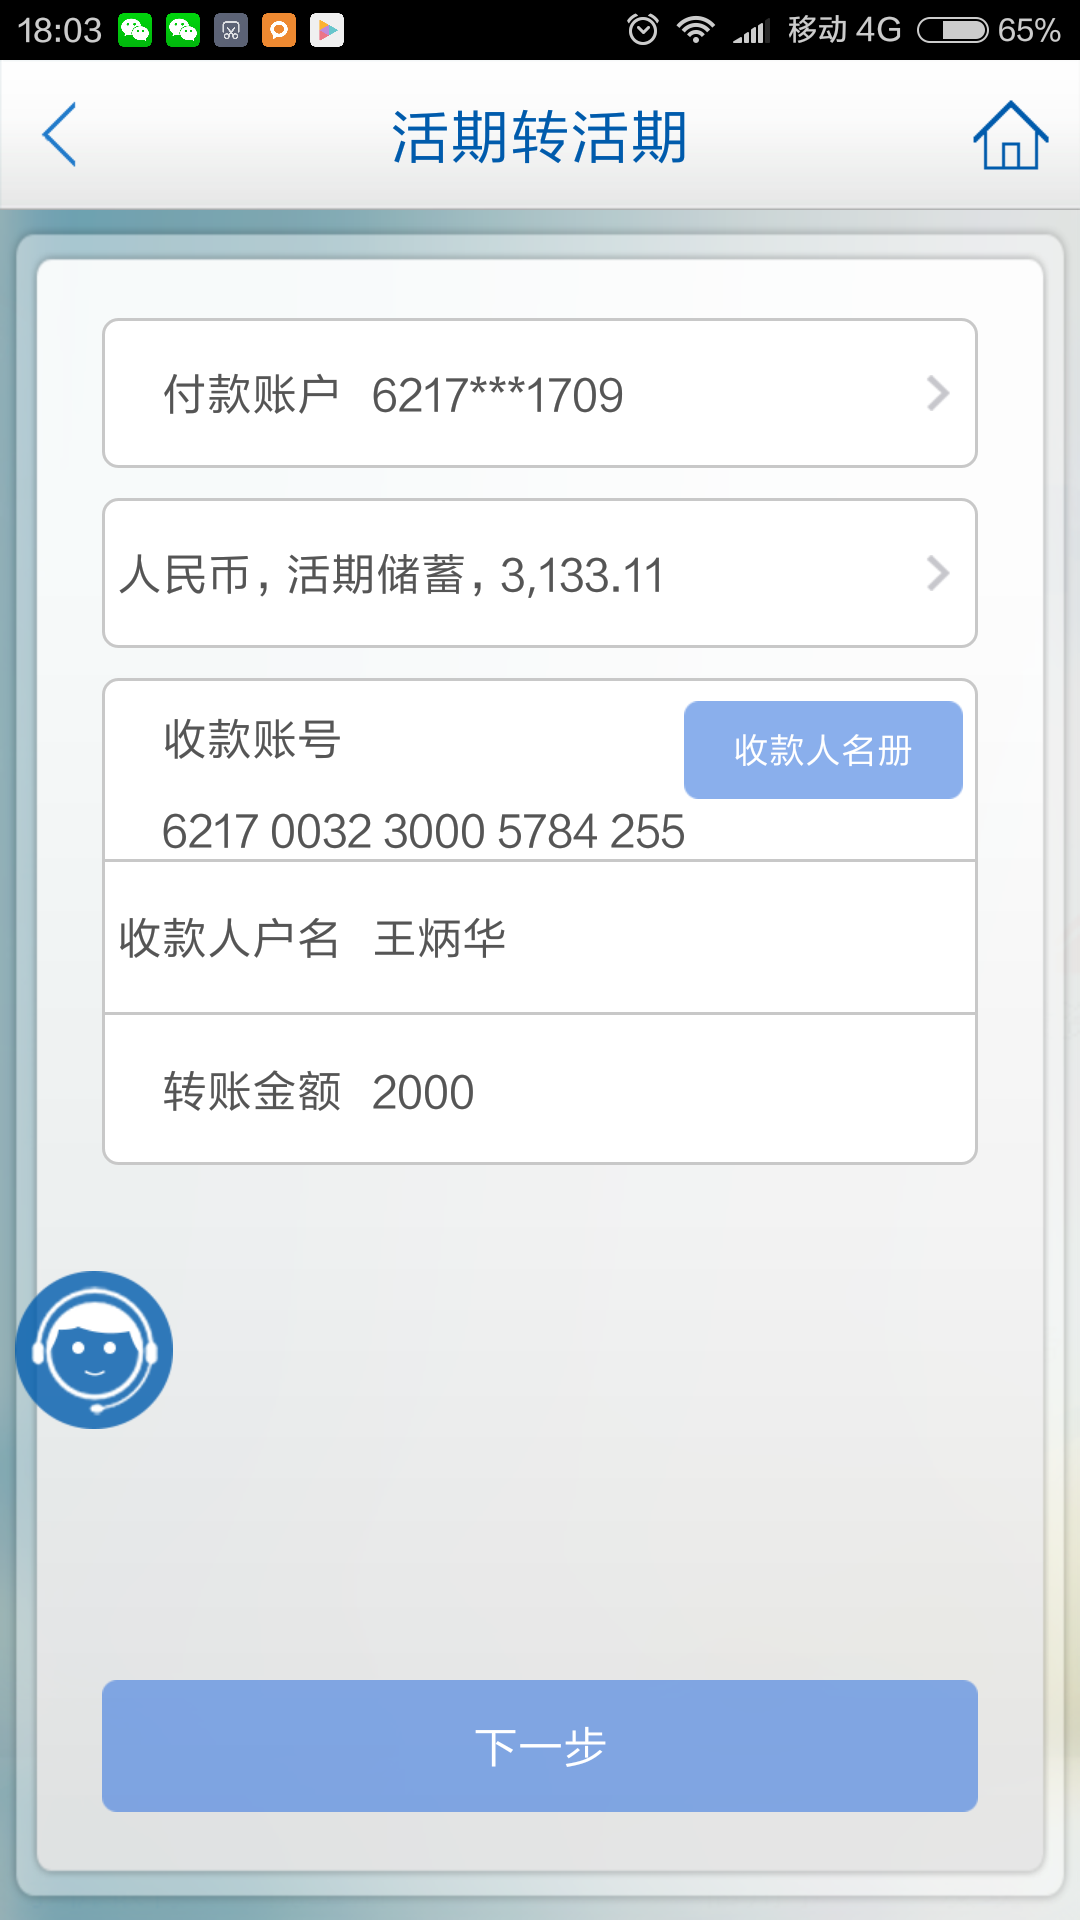 18:03 移动 4G 65%
活期转活期
付款账户 6217***1709
人民币，活期储蓄，3,133.11
收款账号
收款人名册
6217 0032 3000 5784 255
收款人户名 王炳华
转账金额 2000
下一步